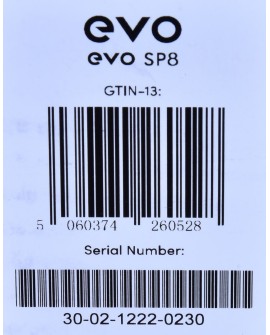 evo
evo SP8
GTIN-13:
5 060374 260528
Serial Number:
30-02-1222-0230